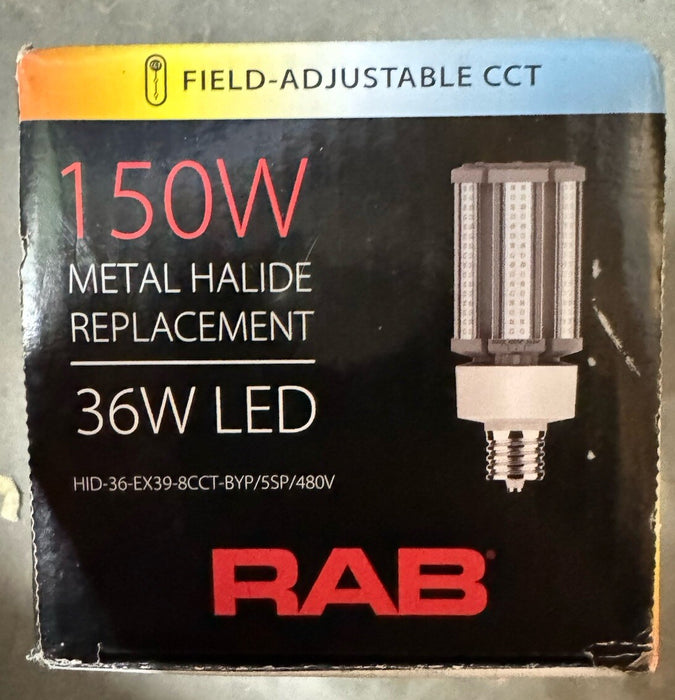 FIELD-ADJUSTABLE CCT
150W
METAL HALIDE
REPLACEMENT
36W LED
HID-36-EX39-8CCT-BYP/5SP/480V
RAB